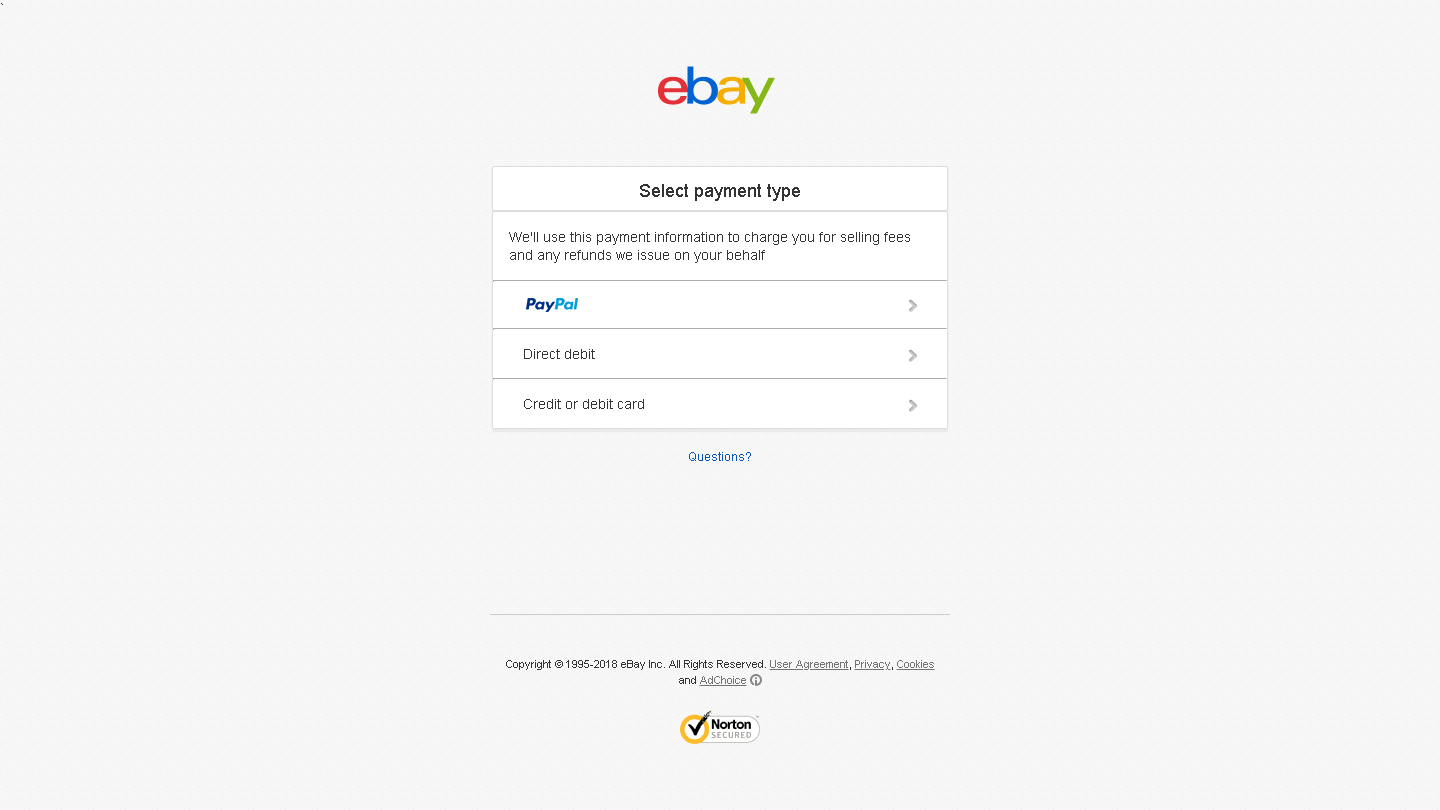 `
ebay
Select payment type
We'll use this payment information to charge you for selling fees
and any refunds we issue on your behalf
PayPal
Direct debit
Credit or debit card
Questions?
Copyright © 1995-2018 eBay Inc. All Rights Reserved. User Agreement, Privacy, Cookies
and AdChoice
Norton
SECURED